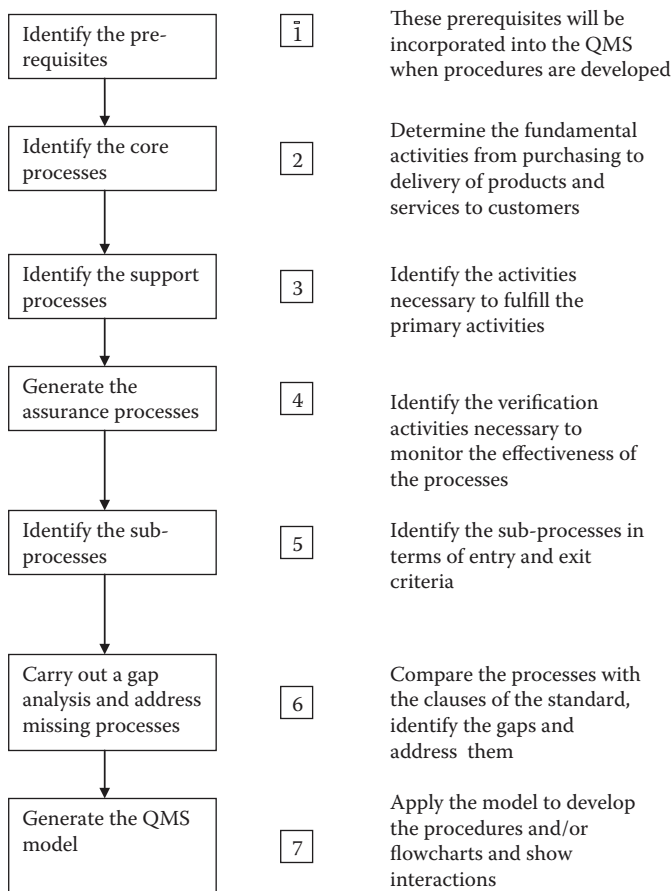 Identify the pre-
requisites
1
These prerequisites will be
incorporated into the QMS
when procedures are developed
Identify the core
processes
2
Determine the fundamental
activities from purchasing to
delivery of products and
services to customers
Identify the support
processes
3
Identify the activities
necessary to fulfill the
primary activities
Generate the
assurance processes
4
Identify the verification
activities necessary to
monitor the effectiveness of
the processes
Identify the sub-
processes
5
Identify the sub-processes in
terms of entry and exit
criteria
Carry out a gap
analysis and address
missing processes
6
Compare the processes with
the clauses of the standard,
identify the gaps and
address them
Generate the QMS
model
7
Apply the model to develop
the procedures and/or
flowcharts and show
interactions